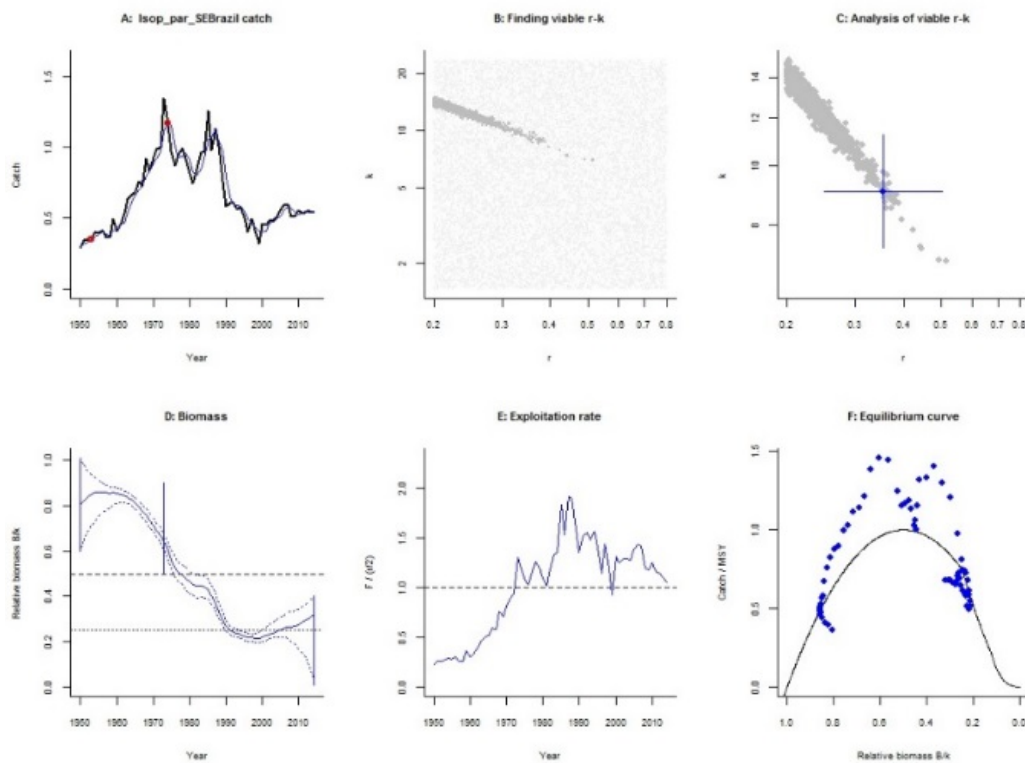 A: Isop_par_SEBrazil catch
B: Finding viable r-k
C: Analysis of viable r-k
Catch
0.0 0.5 1.0 1.5
1950 1960 1970 1980 1990 2000 2010
Year
k
2 5 10 20
0.2 0.3 0.4 0.5 0.6 0.7 0.8
r
k
8 10 12 14
0.2 0.3 0.4 0.5 0.6 0.7 0.8
r
D: Biomass
E: Exploitation rate
F: Equilibrium curve
Relative biomass B/k
0.0 0.2 0.4 0.6 0.8 1.0
1950 1960 1970 1980 1990 2000 2010
Year
F / (r/2)
0.0 0.5 1.0 1.5 2.0
1950 1960 1970 1980 1990 2000 2010
Year
Catch / MSY
0.0 0.5 1.0 1.5
1.0 0.8 0.6 0.4 0.2 0.0
Relative biomass B/k